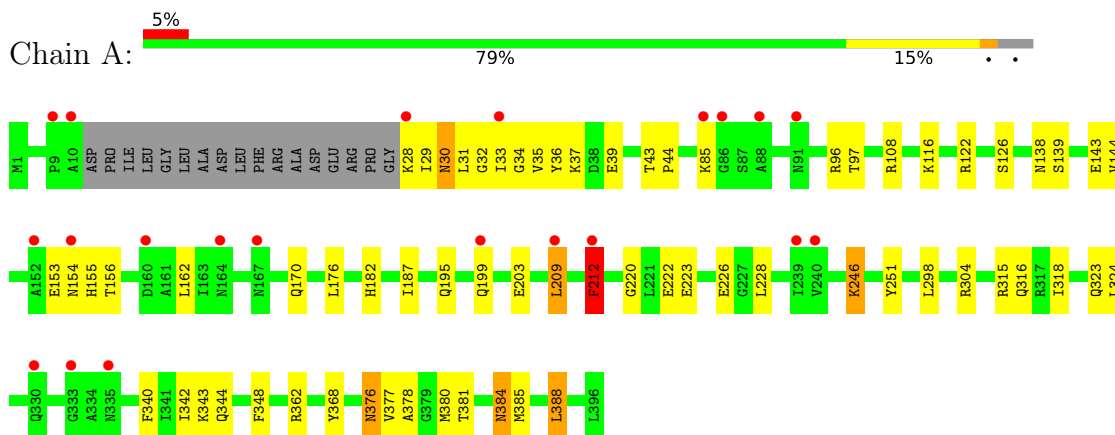 5%
Chain A:
79% 15% • •
M1 P9 A10 ASP PRO ILE LEU GLY LEU ALA ASP LEU PHE ARG ALA ASP GLU ARG PRO GLY K28 I29 N30 L31 G32 I33 G34 V35 Y36 K37 D38 E39 T43 P44 K85 G86 S87 A88 N91 R96 T97 R108 K116 R122 S126 N138 S139 E143 V144
A152 E153 N154 H155 T156 D160 A161 L162 I163 N164 N167 Q170 L176 H182 I187 Q195 Q199 E203 L209 F212 G220 L221 E222 E223 E226 G227 L228 I239 V240 K246 Y251 L298 R304 R315 Q316 R317 I318 Q323 L324
Q330 G333 A334 N335 F340 I341 I342 K343 Q344 F348 R362 Y368 N376 V377 A378 G379 M380 T381 N384 M385 L388 L396